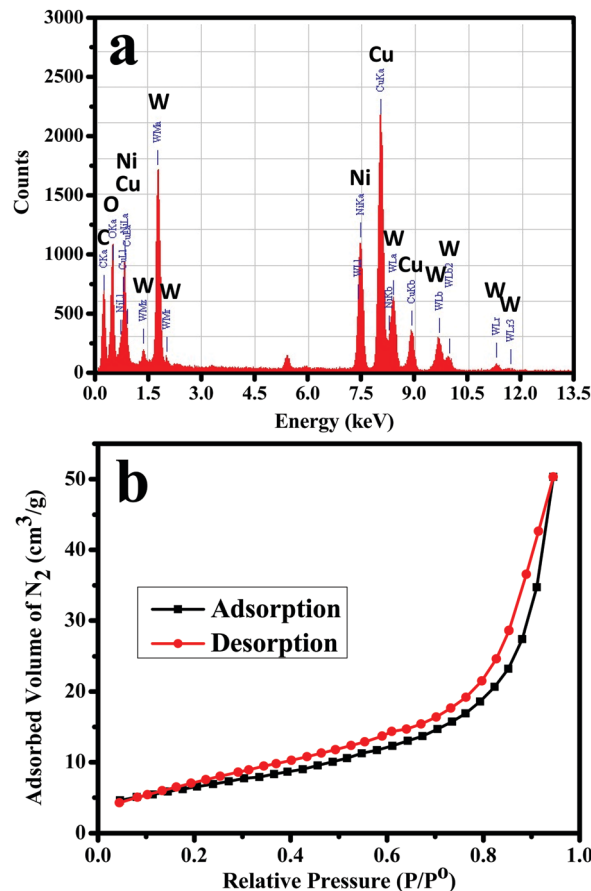 a
3000
2500
2000
1500
1000
500
0
Counts
C
CKa
O
OKa
Ni
Cu
NiL1
CuL1
NiLa
CuLa
W
WMz
W
WMa
W
WMr
Ni
NiKa
WL1
Cu
CuKa
NiKb
W
WLa
Cu
CuKb
W
WLb
W
WLb2
W
WLr
W
WLr3
0.0 1.5 3.0 4.5 6.0 7.5 9.0 10.5 12.0 13.5
Energy (keV)
b
50
40
30
20
10
0
Adsorbed Volume of N2 (cm³/g)
Adsorption
Desorption
0.0 0.2 0.4 0.6 0.8 1.0
Relative Pressure (P/P⁰)